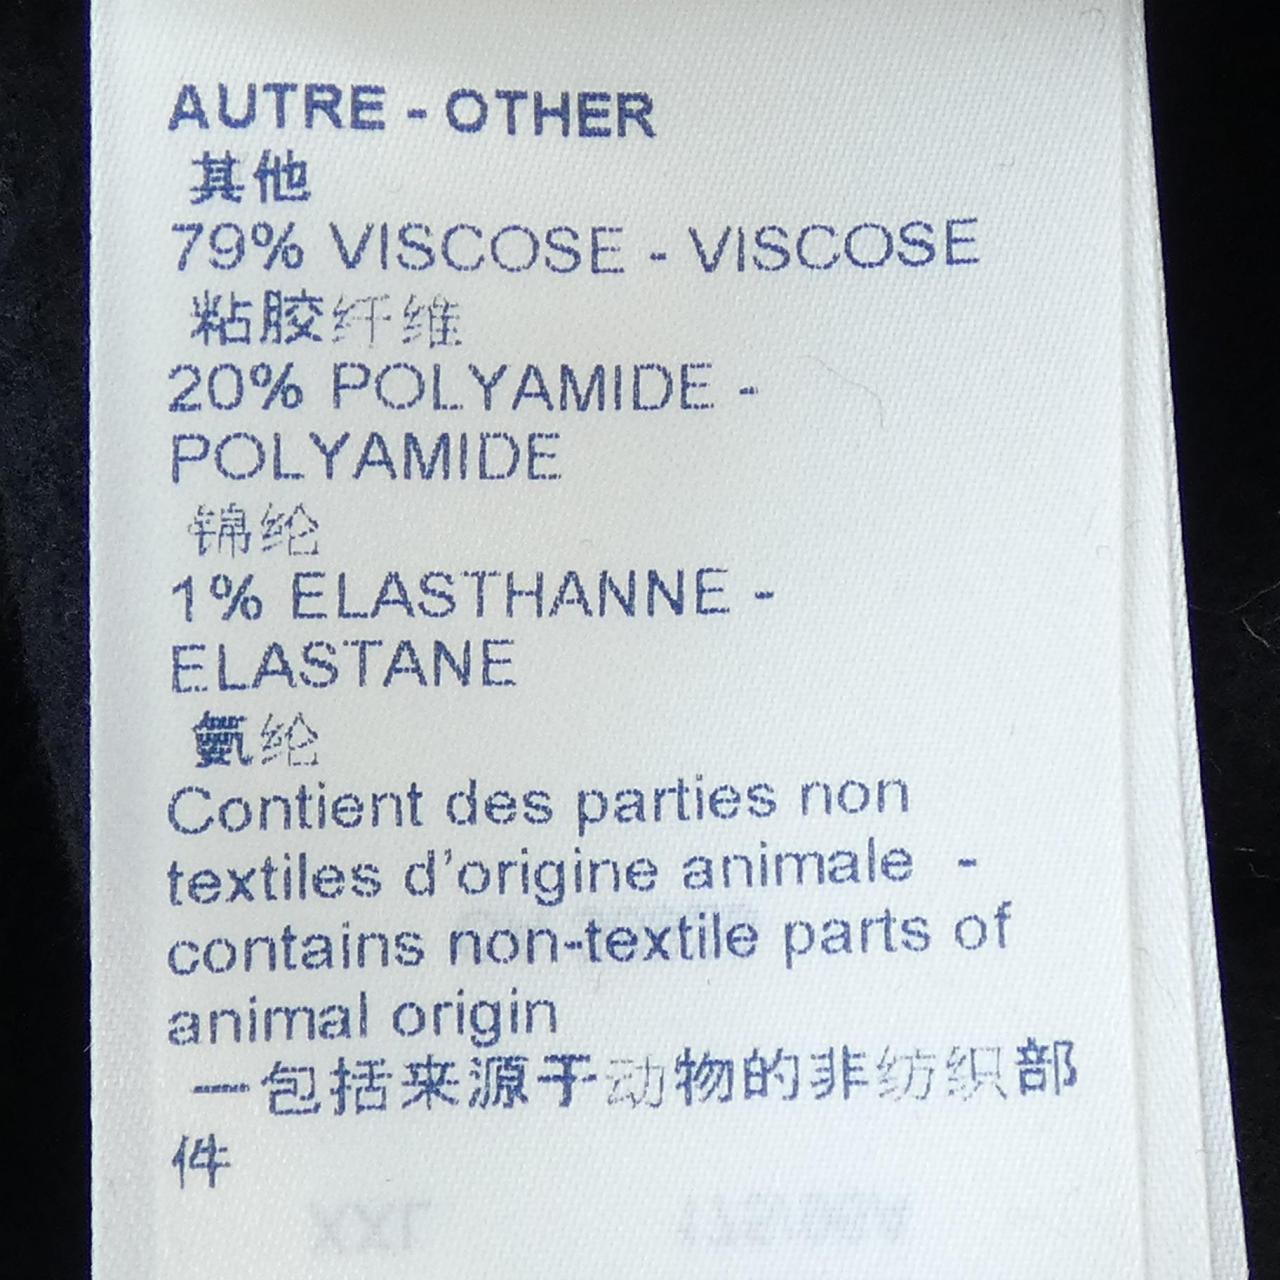 AUTRE - OTHER
其他
79% VISCOSE - VISCOSE
粘胶纤维
20% POLYAMIDE -
POLYAMIDE
锦纶
1% ELASTHANNE -
ELASTANE
氨纶
Contient des parties non
textiles d’origine animale -
contains non-textile parts of
animal origin
一包括来源于动物的非纺织部
件
XXL